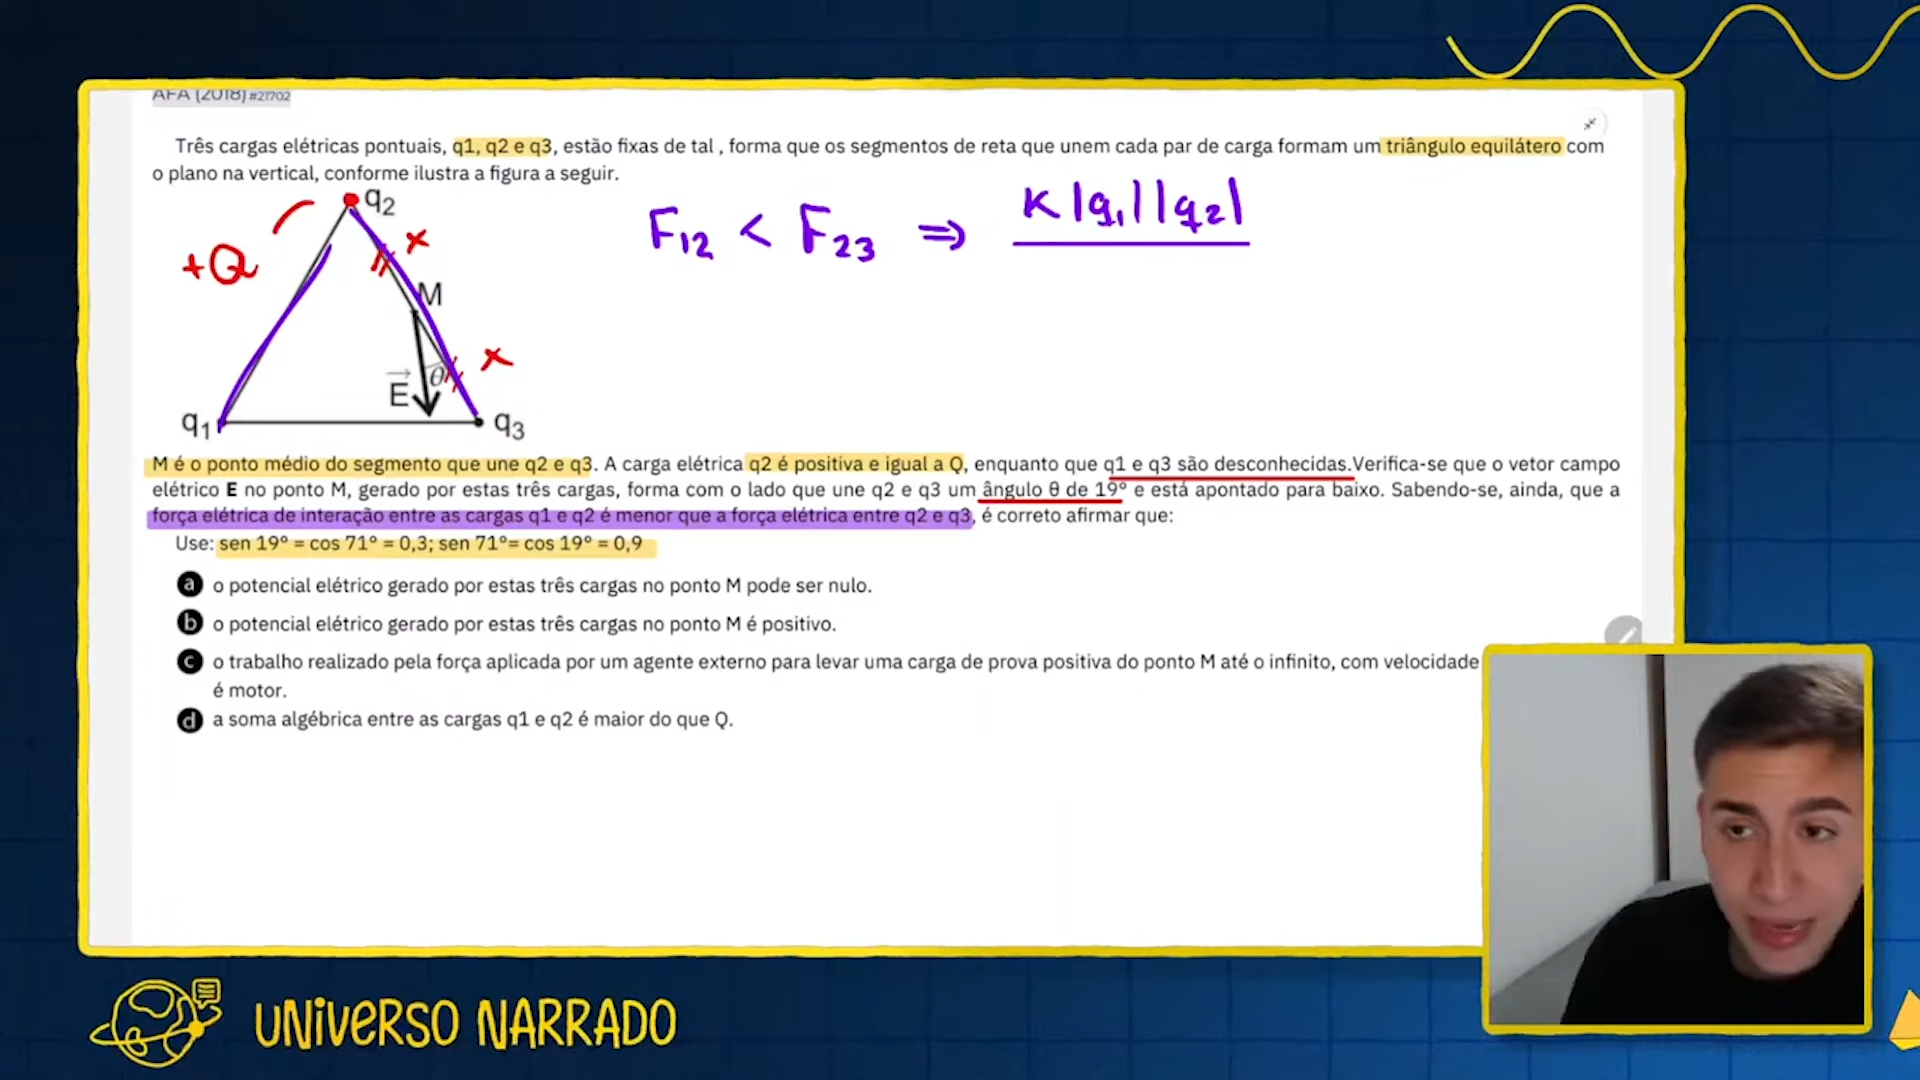 AFA (2018) #21702
Três cargas elétricas pontuais, q1, q2 e q3, estão fixas de tal , forma que os segmentos de reta que unem cada par de carga formam um triângulo equilátero com
o plano na vertical, conforme ilustra a figura a seguir.
q2
+Q
x
M
x
E
θ
q1
q3
F12 < F23 ⇒ K |q1| |q2|
M é o ponto médio do segmento que une q2 e q3. A carga elétrica q2 é positiva e igual a Q, enquanto que q1 e q3 são desconhecidas.Verifica-se que o vetor campo
elétrico E no ponto M, gerado por estas três cargas, forma com o lado que une q2 e q3 um ângulo θ de 19° e está apontado para baixo. Sabendo-se, ainda, que a
força elétrica de interação entre as cargas q1 e q2 é menor que a força elétrica entre q2 e q3, é correto afirmar que:
Use: sen 19° = cos 71° = 0,3; sen 71°= cos 19° = 0,9
a o potencial elétrico gerado por estas três cargas no ponto M pode ser nulo.
b o potencial elétrico gerado por estas três cargas no ponto M é positivo.
c o trabalho realizado pela força aplicada por um agente externo para levar uma carga de prova positiva do ponto M até o infinito, com velocidade
é motor.
d a soma algébrica entre as cargas q1 e q2 é maior do que Q.
UNIVERSO NARRADO